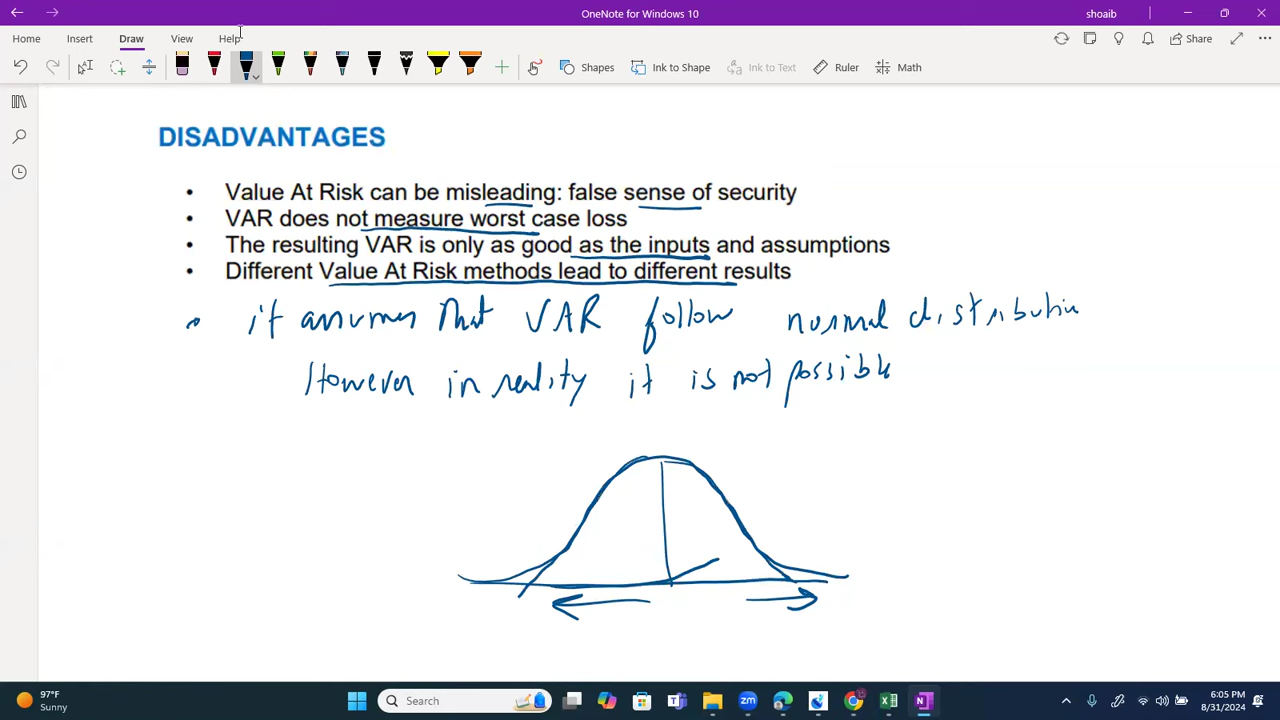 OneNote for Windows 10
shoaib
Home Insert Draw View Help
Share
Shapes Ink to Shape Ink to Text Ruler Math
DISADVANTAGES
• Value At Risk can be misleading: false sense of security
• VAR does not measure worst case loss
• The resulting VAR is only as good as the inputs and assumptions
• Different Value At Risk methods lead to different results
• it assumes that VAR follow normal distribution
However in reality it is not possible
97°F
Sunny
Search
6:05 PM
8/31/2024